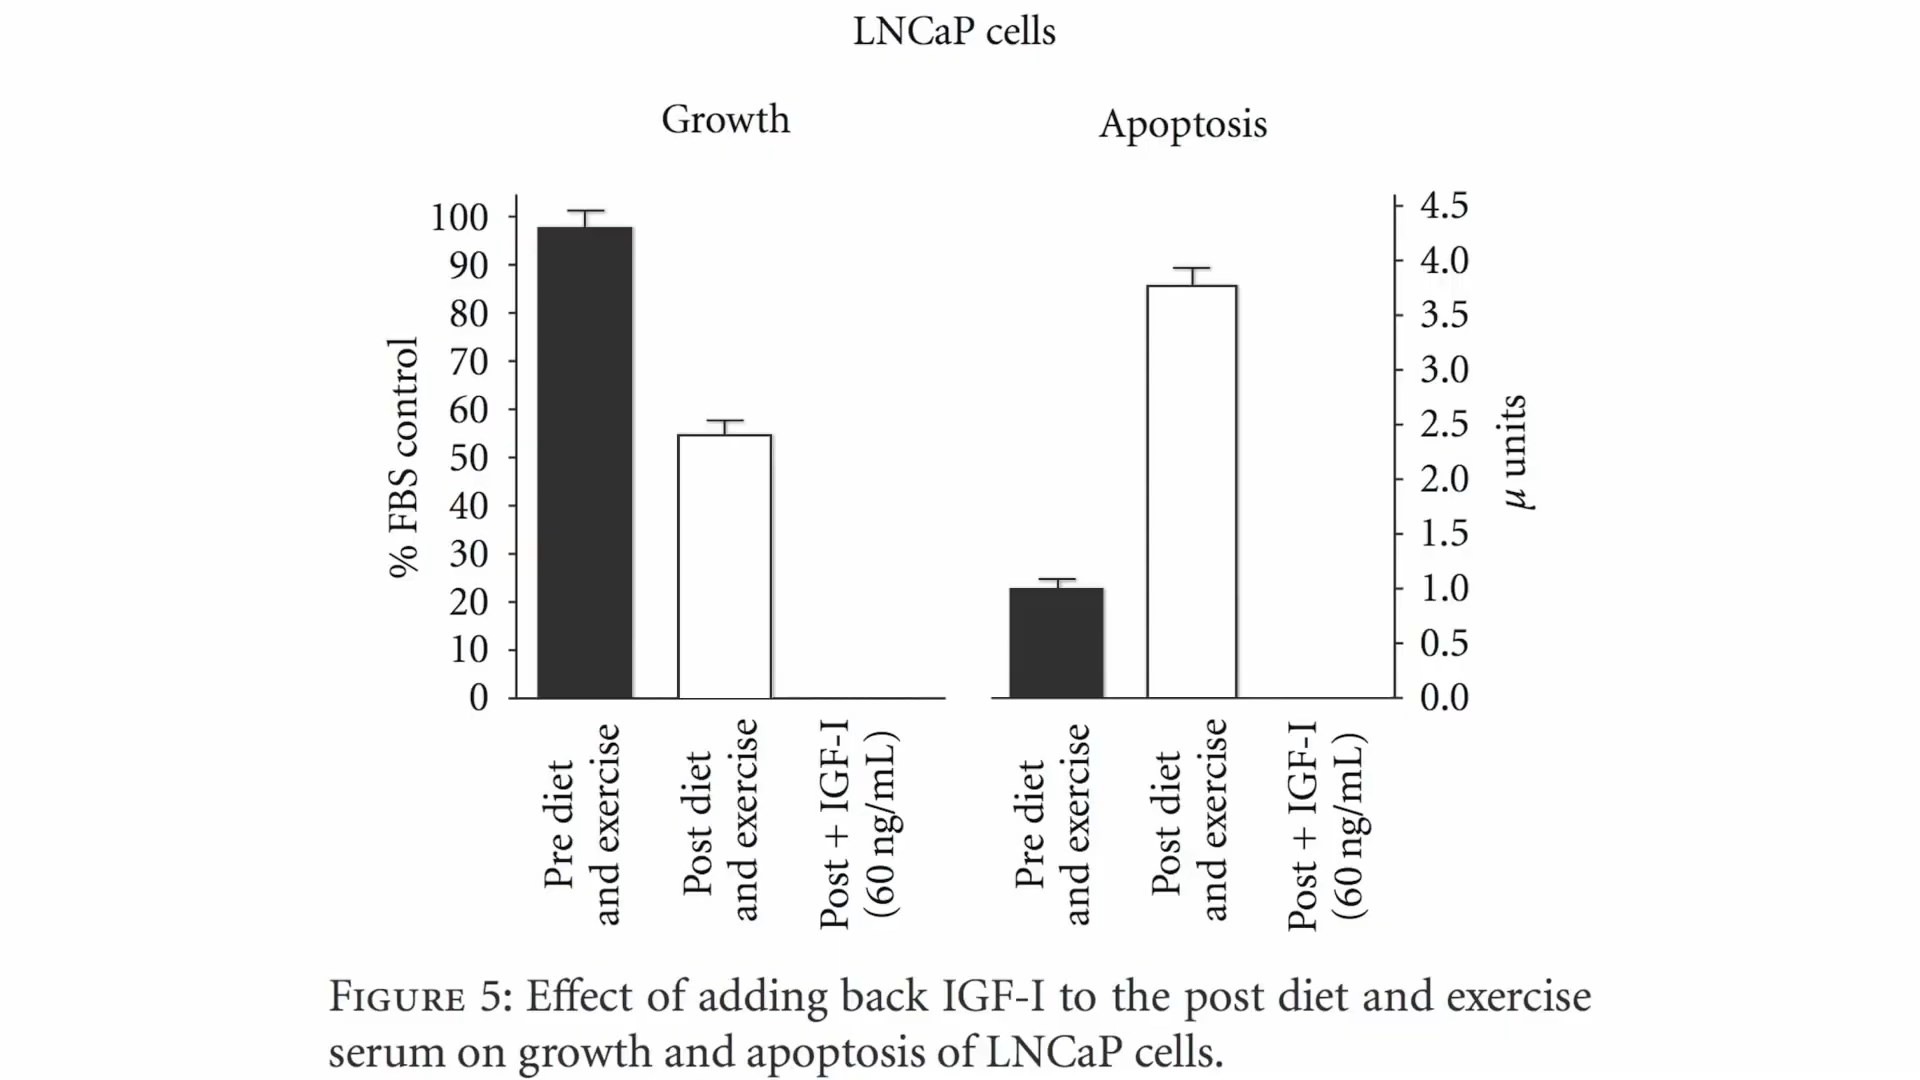 LNCaP cells
Growth
Apoptosis
% FBS control
100
90
80
70
60
50
40
30
20
10
0
Pre diet
and exercise
Post diet
and exercise
Post + IGF-I
(60 ng/mL)
4.5
4.0
3.5
3.0
2.5
2.0
1.5
1.0
0.5
0.0
μ units
Pre diet
and exercise
Post diet
and exercise
Post + IGF-I
(60 ng/mL)
FIGURE 5: Effect of adding back IGF-I to the post diet and exercise
serum on growth and apoptosis of LNCaP cells.